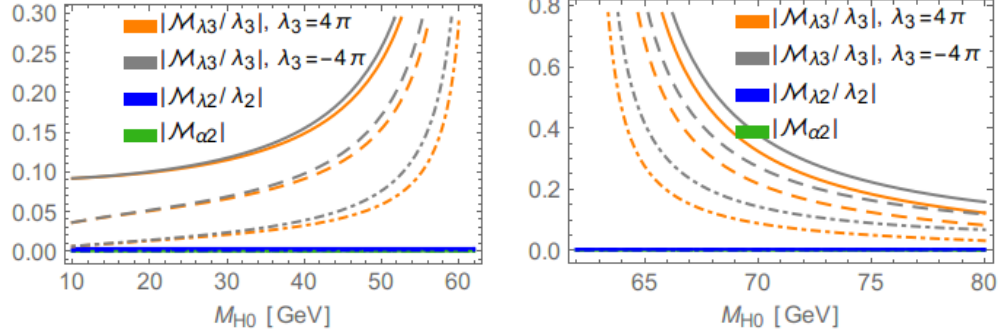 0.30
0.25
0.20
0.15
0.10
0.05
0.00
|ℳλ3/λ3|, λ3=4π
|ℳλ3/λ3|, λ3=-4π
|ℳλ2/λ2|
|ℳα2|
10 20 30 40 50 60
MH0 [GeV]
0.8
0.6
0.4
0.2
0.0
|ℳλ3/λ3|, λ3=4π
|ℳλ3/λ3|, λ3=-4π
|ℳλ2/λ2|
|ℳα2|
65 70 75 80
MH0 [GeV]